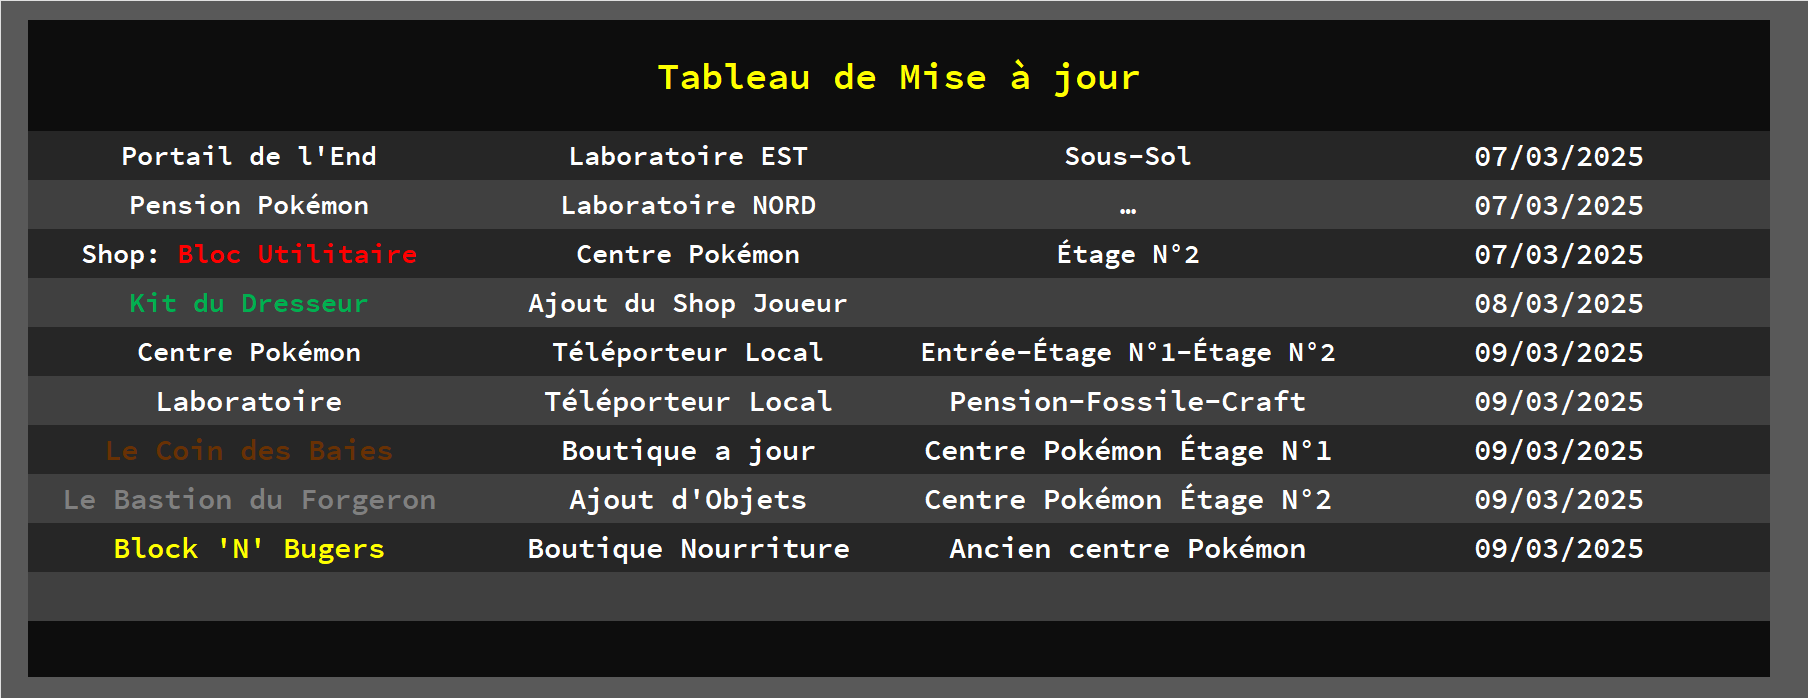 Tableau de Mise à jour
Portail de l'End Laboratoire EST Sous-Sol 07/03/2025
Pension Pokémon Laboratoire NORD … 07/03/2025
Shop: Bloc Utilitaire Centre Pokémon Étage N°2 07/03/2025
Kit du Dresseur Ajout du Shop Joueur 08/03/2025
Centre Pokémon Téléporteur Local Entrée-Étage N°1-Étage N°2 09/03/2025
Laboratoire Téléporteur Local Pension-Fossile-Craft 09/03/2025
Le Coin des Baies Boutique a jour Centre Pokémon Étage N°1 09/03/2025
Le Bastion du Forgeron Ajout d'Objets Centre Pokémon Étage N°2 09/03/2025
Block 'N' Bugers Boutique Nourriture Ancien centre Pokémon 09/03/2025